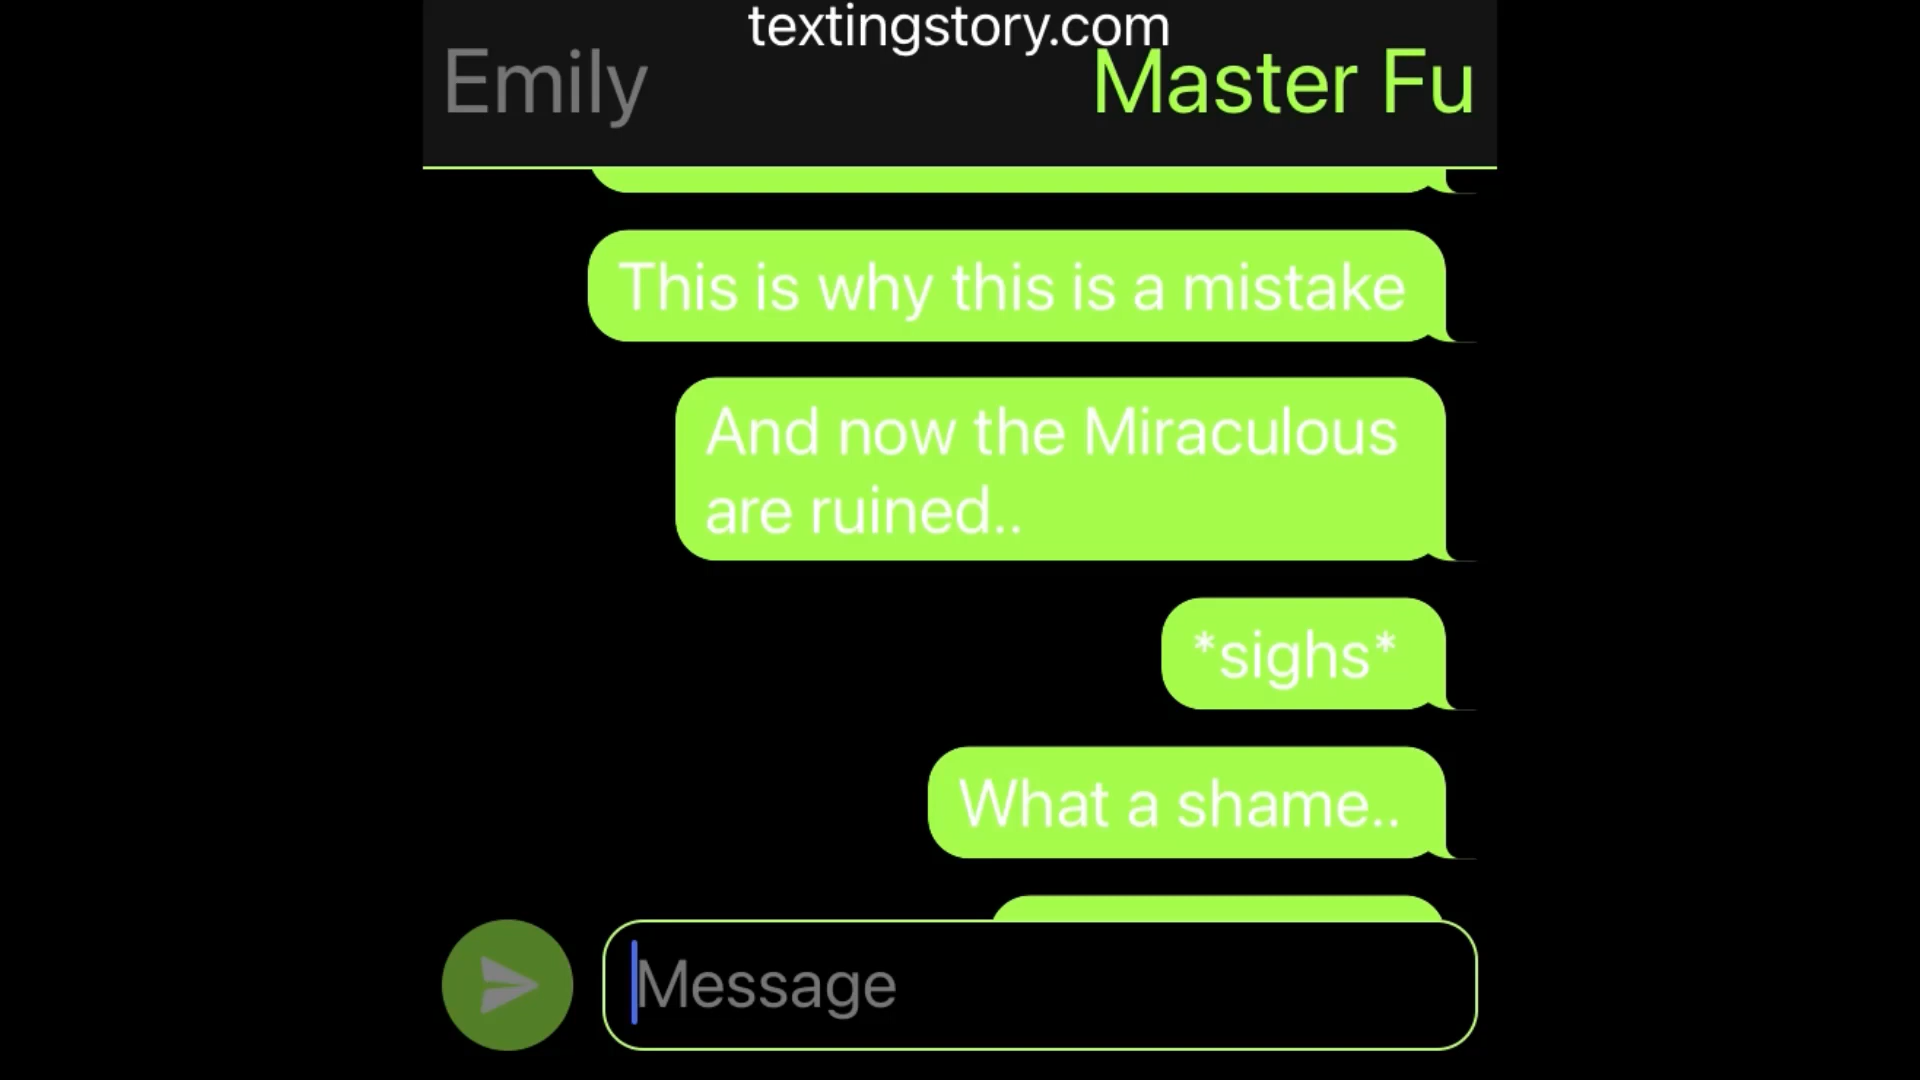 textingstory.com
Emily
Master Fu
This is why this is a mistake
And now the Miraculous
are ruined..
*sighs*
What a shame..
Message